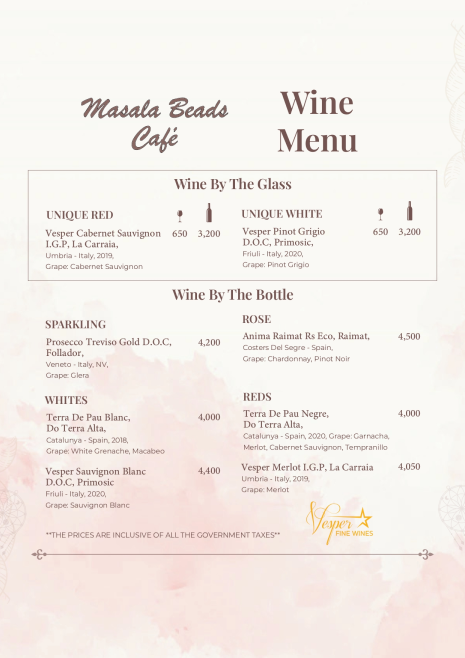 Masala Beads
Café
Wine
Menu
Wine By The Glass
UNIQUE RED
Vesper Cabernet Sauvignon 650 3,200
I.G.P, La Carraia,
Umbria - Italy, 2019,
Grape: Cabernet Sauvignon
UNIQUE WHITE
Vesper Pinot Grigio 650 3,200
D.O.C, Primosic,
Friuli - Italy, 2020,
Grape: Pinot Grigio
Wine By The Bottle
SPARKLING
Prosecco Treviso Gold D.O.C, 4,200
Follador,
Veneto - Italy, NV,
Grape: Glera
ROSE
Anima Raimat Rs Eco, Raimat, 4,500
Costers Del Segre - Spain,
Grape: Chardonnay, Pinot Noir
WHITES
Terra De Pau Blanc, 4,000
Do Terra Alta,
Catalunya - Spain, 2018,
Grape: White Grenache, Macabeo
Vesper Sauvignon Blanc 4,400
D.O.C, Primosic
Friuli - Italy, 2020,
Grape: Sauvignon Blanc
REDS
Terra De Pau Negre, 4,000
Do Terra Alta,
Catalunya - Spain, 2020, Grape: Garnacha,
Merlot, Cabernet Sauvignon, Tempranillo
Vesper Merlot I.G.P, La Carraia 4,050
Umbria - Italy, 2019,
Grape: Merlot
Vesper
FINE WINES
**THE PRICES ARE INCLUSIVE OF ALL THE GOVERNMENT TAXES**